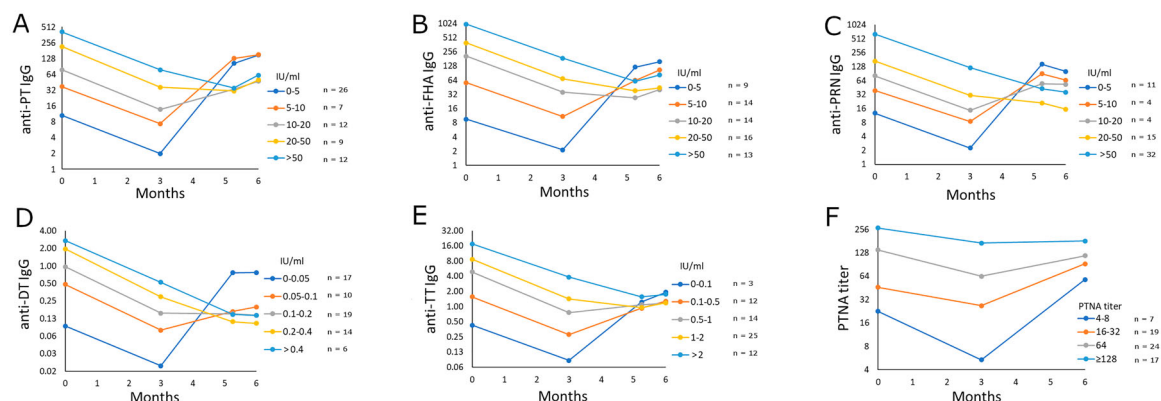 A
anti-PT IgG
512
256
128
64
32
16
8
4
2
1
0 1 2 3 4 5 6
Months
IU/ml
0-5 n = 26
5-10 n = 7
10-20 n = 12
20-50 n = 9
>50 n = 12
B
anti-FHA IgG
1024
512
256
128
64
32
16
8
4
2
1
0 1 2 3 4 5 6
Months
IU/ml
0-5 n = 9
5-10 n = 14
10-20 n = 14
20-50 n = 16
>50 n = 13
C
anti-PRN IgG
1024
512
256
128
64
32
16
8
4
2
1
0 1 2 3 4 5 6
Months
IU/ml
0-5 n = 11
5-10 n = 4
10-20 n = 4
20-50 n = 15
>50 n = 32
D
anti-DT IgG
4.00
2.00
1.00
0.50
0.25
0.13
0.06
0.03
0.02
0 1 2 3 4 5 6
Months
IU/ml
0-0.05 n = 17
0.05-0.1 n = 10
0.1-0.2 n = 19
0.2-0.4 n = 14
>0.4 n = 6
E
anti-TT IgG
32.00
16.00
8.00
4.00
2.00
1.00
0.50
0.25
0.13
0.06
0 1 2 3 4 5 6
Months
IU/ml
0-0.1 n = 3
0.1-0.5 n = 12
0.5-1 n = 14
1-2 n = 25
>2 n = 12
F
PTNA titer
256
128
64
32
16
8
4
0 1 2 3 4 5 6
Months
PTNA titer
4-8 n = 7
16-32 n = 19
64 n = 24
≥128 n = 17